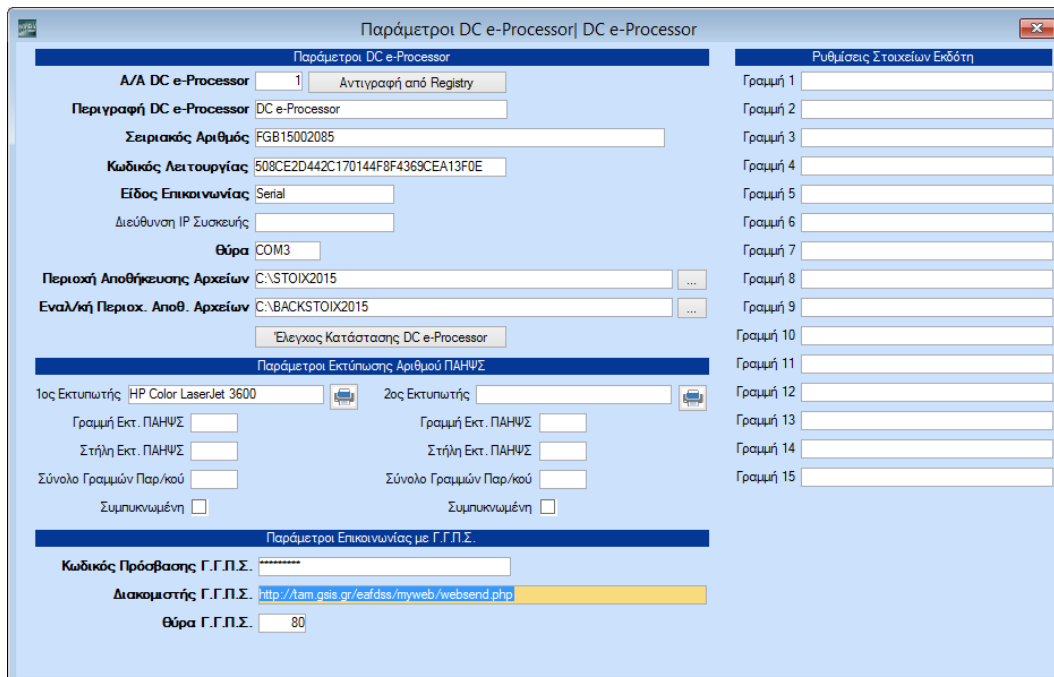 Παράμετροι DC e-Processor| DC e-Processor
Παράμετροι DC e-Processor
Α/Α DC e-Processor 1 Αντιγραφή από Registry
Περιγραφή DC e-Processor DC e-Processor
Σειριακός Αριθμός FGB15002085
Κωδικός Λειτουργίας 508CE2D442C170144F8F4369CEA13F0E
Είδος Επικοινωνίας Serial
Διεύθυνση IP Συσκευής
Θύρα COM3
Περιοχή Αποθήκευσης Αρχείων C:\STOIX2015 ...
Εναλ/κή Περιοχ. Αποθ. Αρχείων C:\BACKSTOIX2015 ...
Έλεγχος Κατάστασης DC e-Processor
Παράμετροι Εκτύπωσης Αριθμού ΠΑΗΨΣ
1ος Εκτυπωτής HP Color LaserJet 3600 2ος Εκτυπωτής
Γραμμή Εκτ. ΠΑΗΨΣ Γραμμή Εκτ. ΠΑΗΨΣ
Στήλη Εκτ. ΠΑΗΨΣ Στήλη Εκτ. ΠΑΗΨΣ
Σύνολο Γραμμών Παρ/κού Σύνολο Γραμμών Παρ/κού
Συμπυκνωμένη Συμπυκνωμένη
Παράμετροι Επικοινωνίας με Γ.Γ.Π.Σ.
Κωδικός Πρόσβασης Γ.Γ.Π.Σ. *********
Διακομιστής Γ.Γ.Π.Σ. http://tam.gsis.gr/eafdss/myweb/websend.php
Θύρα Γ.Γ.Π.Σ. 80
Ρυθμίσεις Στοιχείων Εκδότη
Γραμμή 1
Γραμμή 2
Γραμμή 3
Γραμμή 4
Γραμμή 5
Γραμμή 6
Γραμμή 7
Γραμμή 8
Γραμμή 9
Γραμμή 10
Γραμμή 11
Γραμμή 12
Γραμμή 13
Γραμμή 14
Γραμμή 15